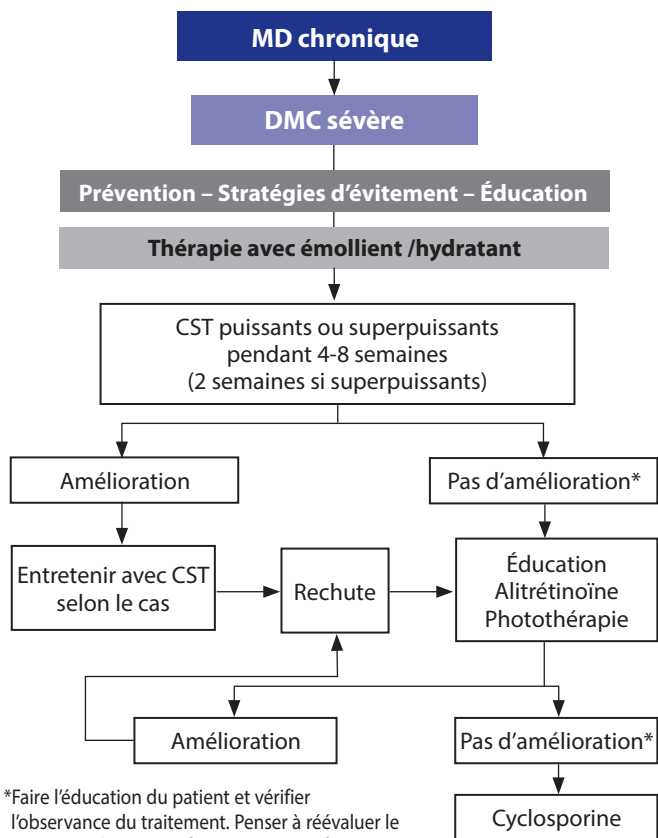 MD chronique
DMC sévère
Prévention – Stratégies d'évitement – Éducation
Thérapie avec émollient /hydratant
CST puissants ou superpuissants
pendant 4-8 semaines
(2 semaines si superpuissants)
Amélioration
Pas d'amélioration*
Entretenir avec CST
selon le cas
Rechute
Éducation
Alitrétinoïne
Photothérapie
Amélioration
Pas d'amélioration*
*Faire l'éducation du patient et vérifier
l'observance du traitement. Penser à réévaluer le
Cyclosporine